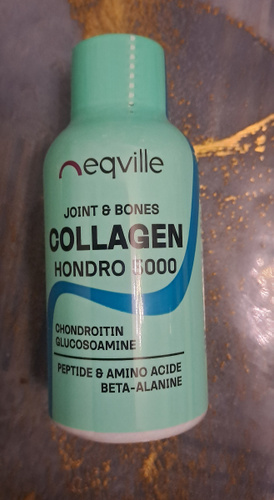 neqville
JOINT & BONES
COLLAGEN
HONDRO 5000
CHONDROITIN
GLUCOSOAMINE
PEPTIDE & AMINO ACIDE
BETA-ALANINE